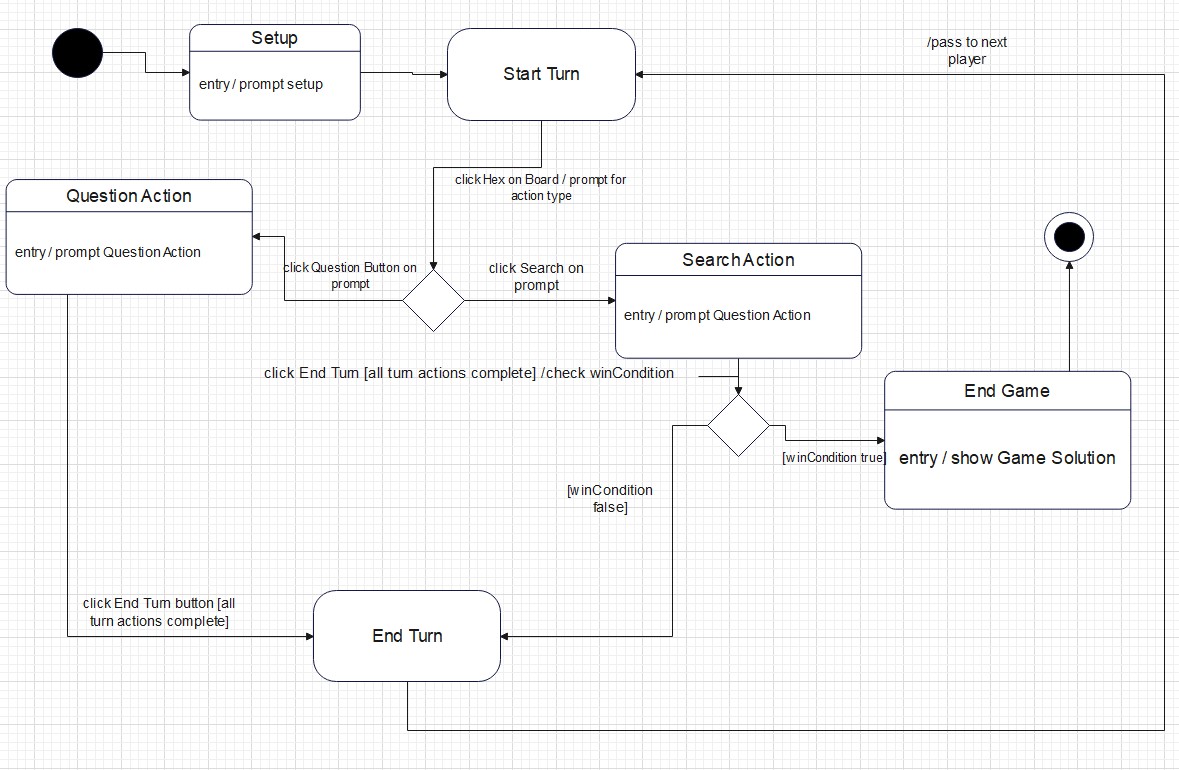 Setup
entry / prompt setup
Start Turn
/pass to next
player
click Hex on Board / prompt for
action type
Question Action
entry / prompt Question Action
click Question Button on
prompt
click Search on
prompt
Search Action
entry / prompt Question Action
click End Turn [all turn actions complete] /check winCondition
End Game
entry / show Game Solution
[winCondition true]
[winCondition
false]
click End Turn button [all
turn actions complete]
End Turn